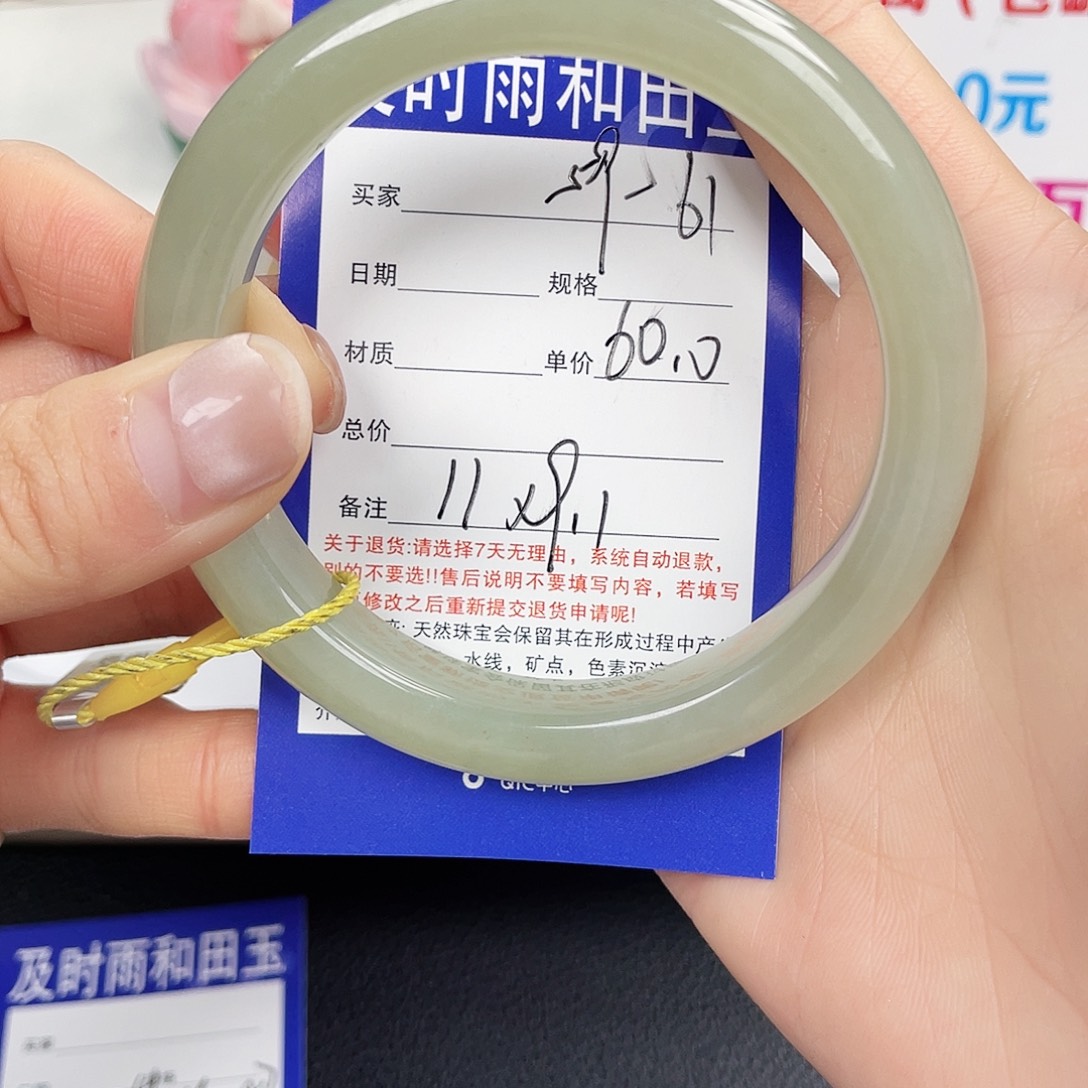 及时雨和田玉
0元
买家 61
日期 规格
材质 单价 60.0
总价
备注 11 x9.1
关于退货:请选择7天无理由，系统自动退款，
别的不要选!!售后说明不要填写内容，若填写
修改之后重新提交退货申请呢!
天然珠宝会保留其在形成过程中产
水线，矿点，色素沉淀
及时雨和田玉